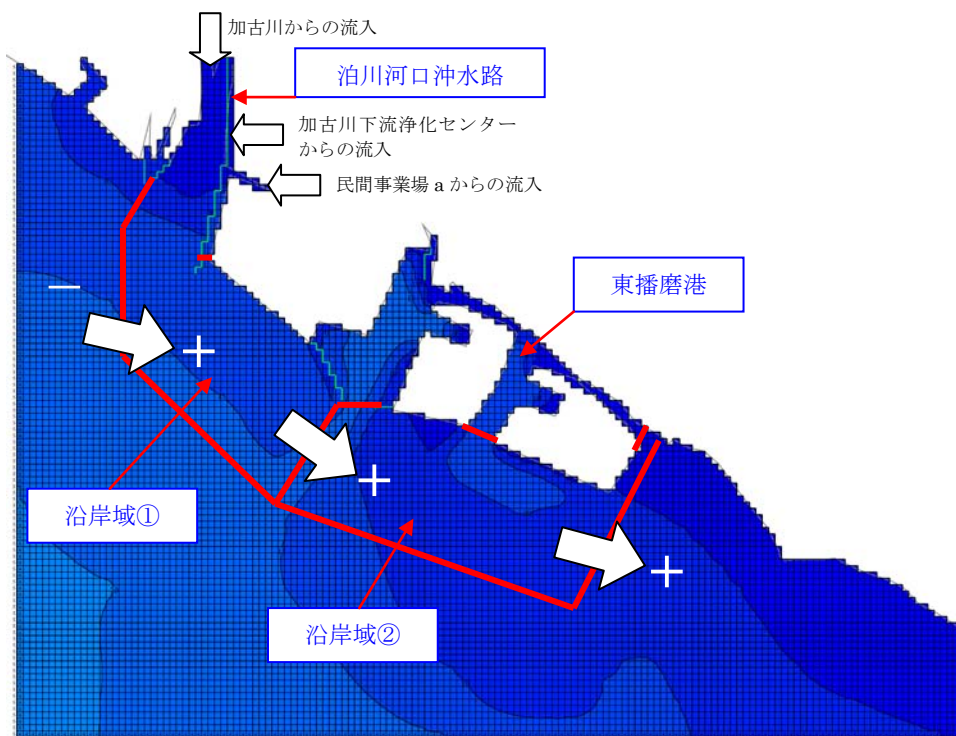 加古川からの流入
泊川河口沖水路
加古川下流浄化センター
からの流入
民間事業場 a からの流入
東播磨港
－
＋
＋
沿岸域①
＋
沿岸域②